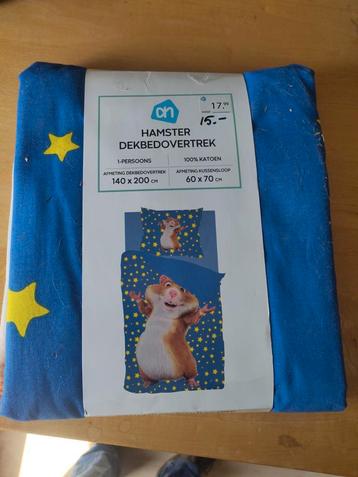 ah
17.99
15.-
HAMSTER
DEKBEDOVERTREK
1-PERSOONS
100% KATOEN
AFMETING DEKBEDOVERTREK
140 x 200 CM
AFMETING KUSSENSLOOP
60 x 70 CM